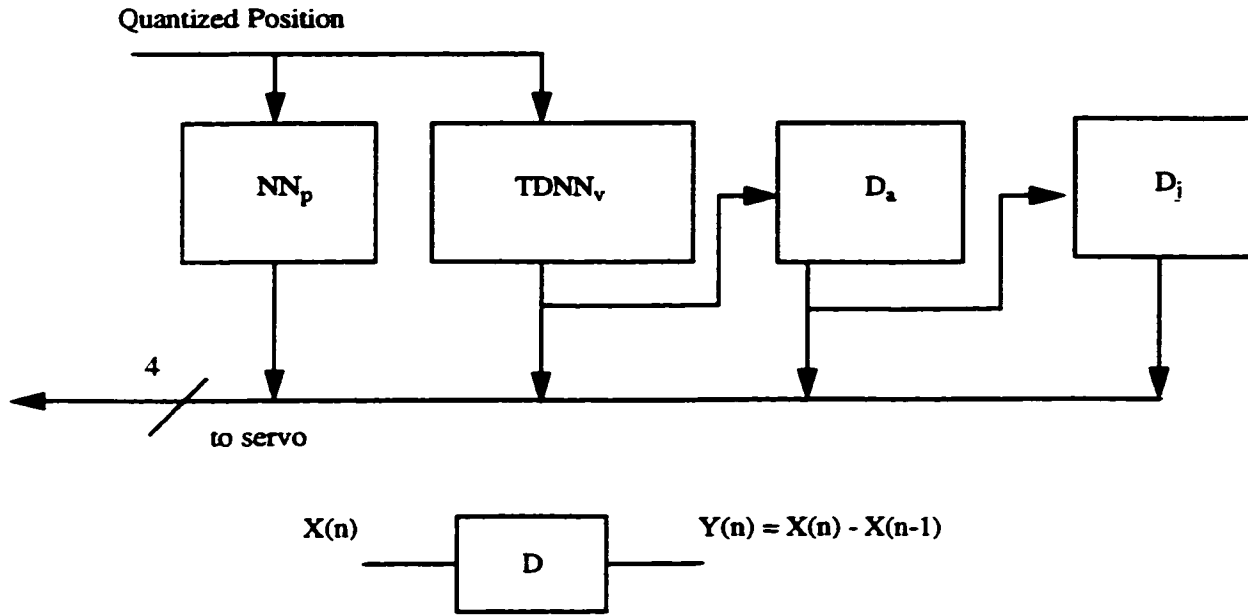 Quantized Position
NNp
TDNNv
Da
Dj
4
to servo
X(n)
D
Y(n) = X(n) - X(n-1)